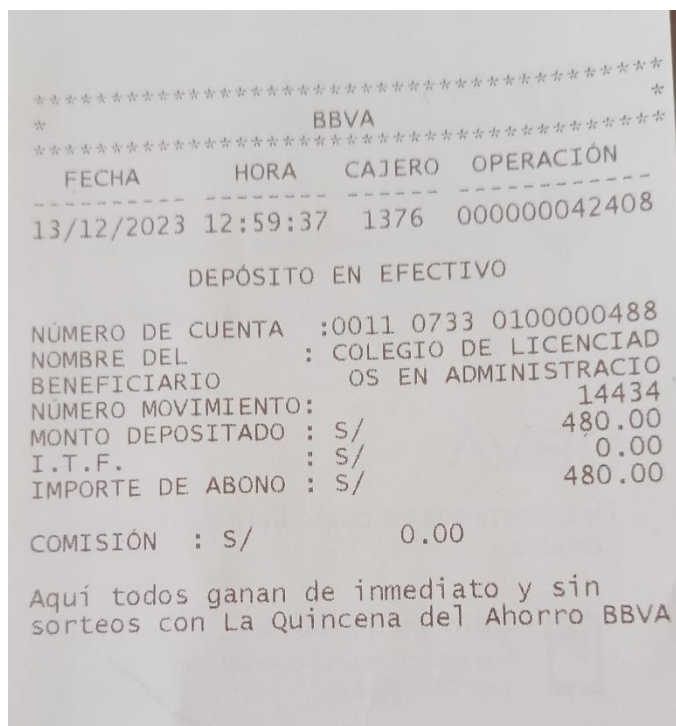 *****************************************
* BBVA *
*****************************************
FECHA HORA CAJERO OPERACIÓN
---------- -------- ------ ------------
13/12/2023 12:59:37 1376 000000042408
DEPÓSITO EN EFECTIVO
NÚMERO DE CUENTA :0011 0733 0100000488
NOMBRE DEL : COLEGIO DE LICENCIAD
BENEFICIARIO OS EN ADMINISTRACIO
NÚMERO MOVIMIENTO: 14434
MONTO DEPOSITADO : S/ 480.00
I.T.F. : S/ 0.00
IMPORTE DE ABONO : S/ 480.00
COMISIÓN : S/ 0.00
Aquí todos ganan de inmediato y sin
sorteos con La Quincena del Ahorro BBVA